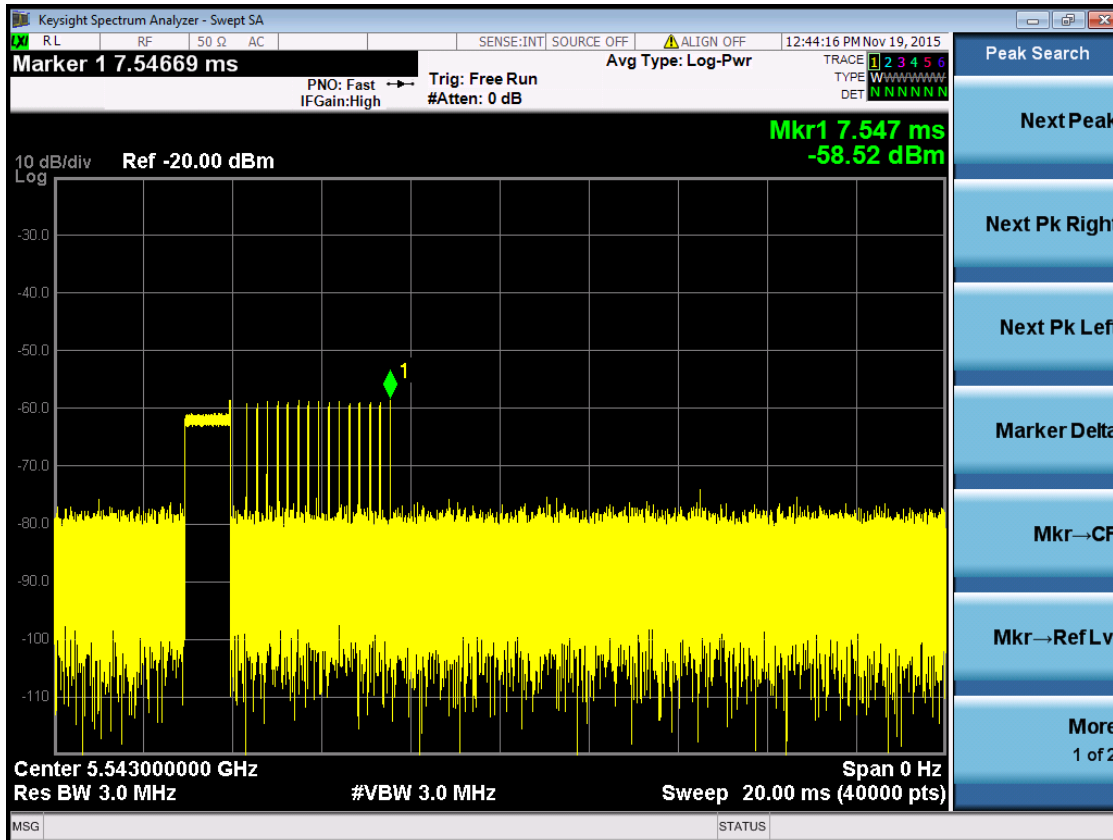 Keysight Spectrum Analyzer - Swept SA
LXI RL RF 50 Ω AC SENSE:INT SOURCE OFF ALIGN OFF 12:44:16 PM Nov 19, 2015
Marker 1 7.54669 ms
PNO: Fast
IFGain:High
Trig: Free Run
#Atten: 0 dB
Avg Type: Log-Pwr
TRACE 1 2 3 4 5 6
TYPE WWWWWW
DET N N N N N N
Mkr1 7.547 ms
-58.52 dBm
10 dB/div Ref -20.00 dBm
Log
-30.0
-40.0
-50.0
1
-60.0
-70.0
-80.0
-90.0
-100
-110
Center 5.543000000 GHz Span 0 Hz
Res BW 3.0 MHz #VBW 3.0 MHz Sweep 20.00 ms (40000 pts)
MSG STATUS
Peak Search
Next Peak
Next Pk Right
Next Pk Left
Marker Delta
Mkr→CF
Mkr→Ref Lv
More
1 of 2